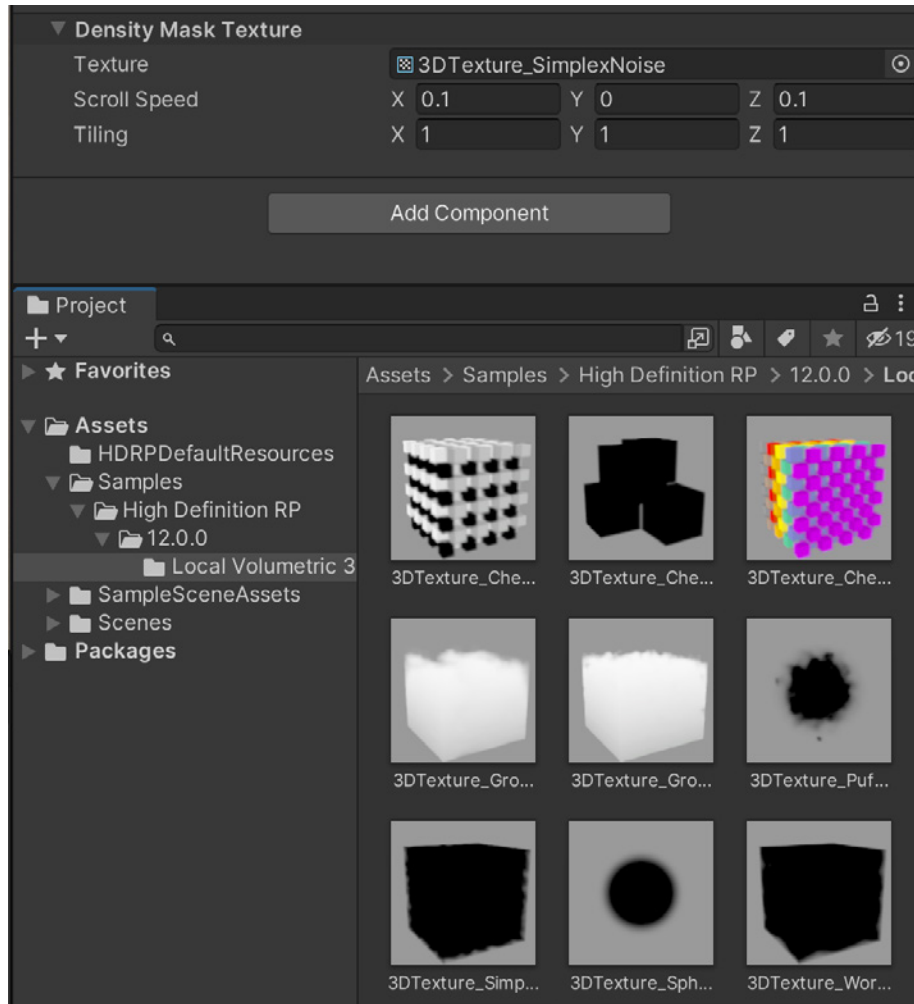 Density Mask Texture
Texture 3DTexture_SimplexNoise
Scroll Speed X 0.1 Y 0 Z 0.1
Tiling X 1 Y 1 Z 1
Add Component
Project
19
Favorites
Assets > Samples > High Definition RP > 12.0.0 > Loc
Assets
HDRPDefaultResources
Samples
High Definition RP
12.0.0
Local Volumetric 3
SampleSceneAssets
Scenes
Packages
3DTexture_Che... 3DTexture_Che... 3DTexture_Che...
3DTexture_Gro... 3DTexture_Gro... 3DTexture_Puf...
3DTexture_Simp... 3DTexture_Sph... 3DTexture_Wor...